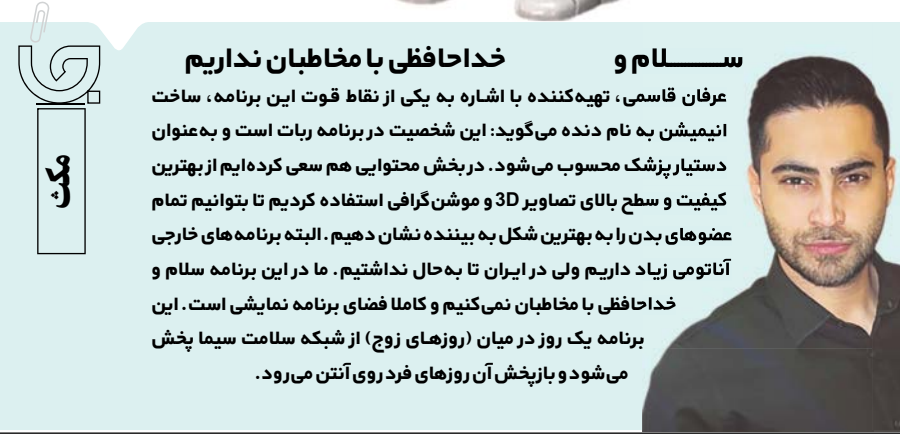 ســـــلام و خداحافظی با مخاطبان نداریم
عرفان قاسمی، تهیه‌کننده با اشاره به یکی از نقاط قوت این برنامه، ساخت
انیمیشن به نام دنده می‌گوید: این شخصیت در برنامه ربات است و به‌عنوان
دستیار پزشک محسوب می‌شود. در بخش محتوایی هم سعی کرده‌ایم از بهترین
کیفیت و سطح بالای تصاویر 3D و موشن‌گرافی استفاده کردیم تا بتوانیم تمام
عضوهای بدن را به بهترین شکل به بیننده نشان دهیم. البته برنامه‌های خارجی
آناتومی زیاد داریم ولی در ایران تا به‌حال نداشتیم. ما در این برنامه سلام و
خداحافظی با مخاطبان نمی‌کنیم و کاملا فضای برنامه نمایشی است. این
برنامه یک روز در میان (روزهای زوج) از شبکه سلامت سیما پخش
می‌شود و بازپخش آن روزهای فرد روی آنتن می‌رود.
مکث